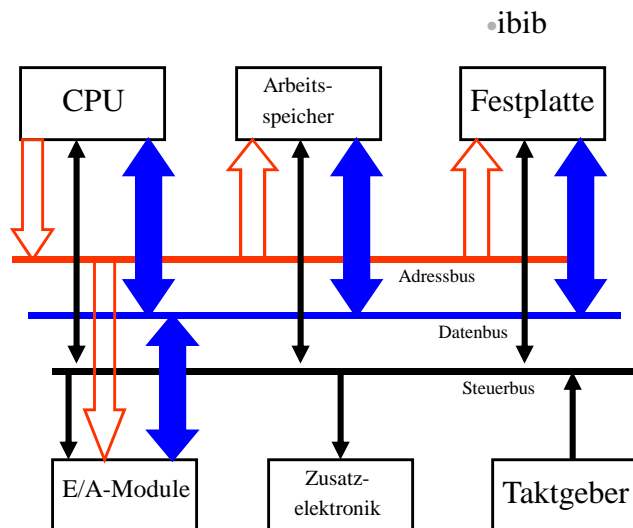 •ibib
CPU
Arbeits-
speicher
Festplatte
Adressbus
Datenbus
Steuerbus
E/A-Module
Zusatz-
elektronik
Taktgeber